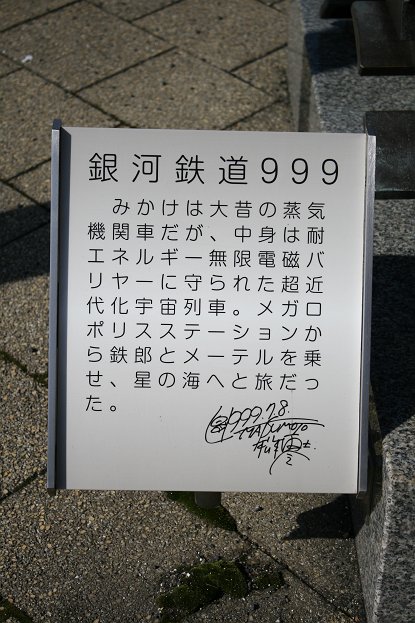 銀河鉄道999
みかけは大昔の蒸気
機関車だが、中身は耐
エネルギー無限電磁バ
リヤーに守られた超近
代化宇宙列車。メガロ
ポリスステーションか
ら鉄郎とメーテルを乗
せ、星の海へと旅だっ
た。
1999.7.8.